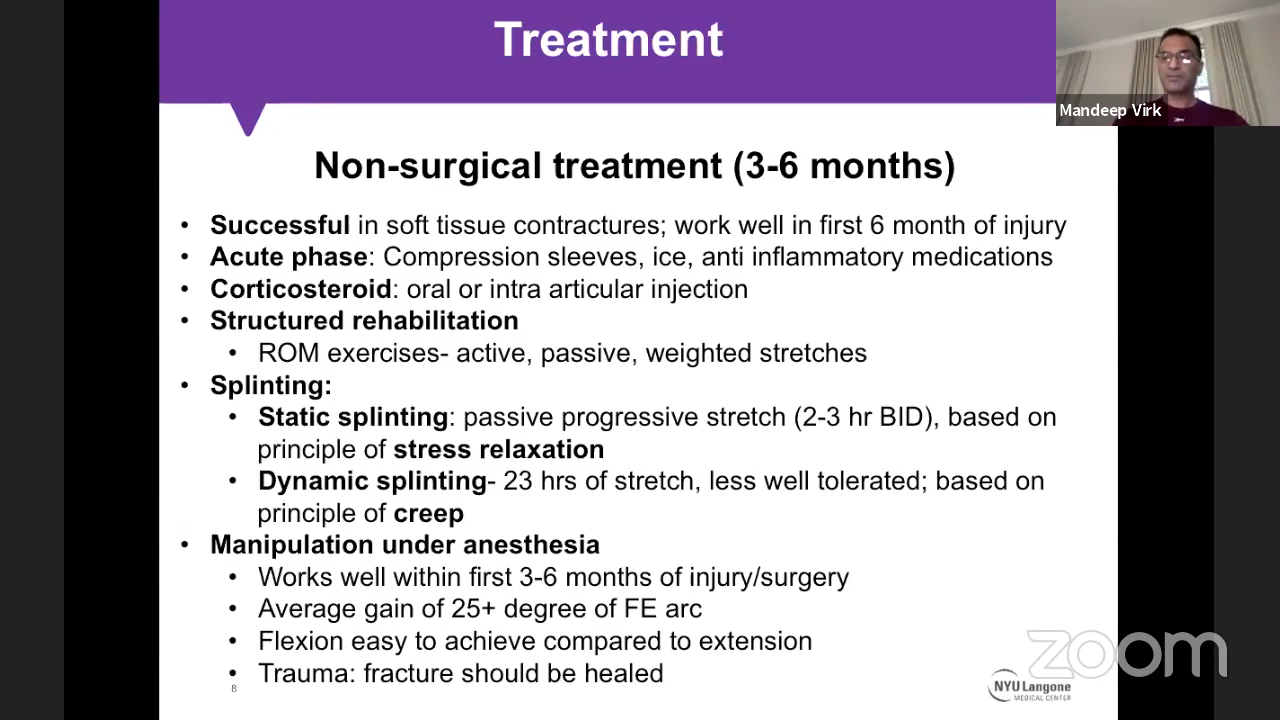 Treatment
Mandeep Virk
Non-surgical treatment (3-6 months)
• Successful in soft tissue contractures; work well in first 6 month of injury
• Acute phase: Compression sleeves, ice, anti inflammatory medications
• Corticosteroid: oral or intra articular injection
• Structured rehabilitation
• ROM exercises- active, passive, weighted stretches
• Splinting:
• Static splinting: passive progressive stretch (2-3 hr BID), based on
principle of stress relaxation
• Dynamic splinting- 23 hrs of stretch, less well tolerated; based on
principle of creep
• Manipulation under anesthesia
• Works well within first 3-6 months of injury/surgery
• Average gain of 25+ degree of FE arc
• Flexion easy to achieve compared to extension
• Trauma: fracture should be healed
8
NYU Langone
MEDICAL CENTER
zoom